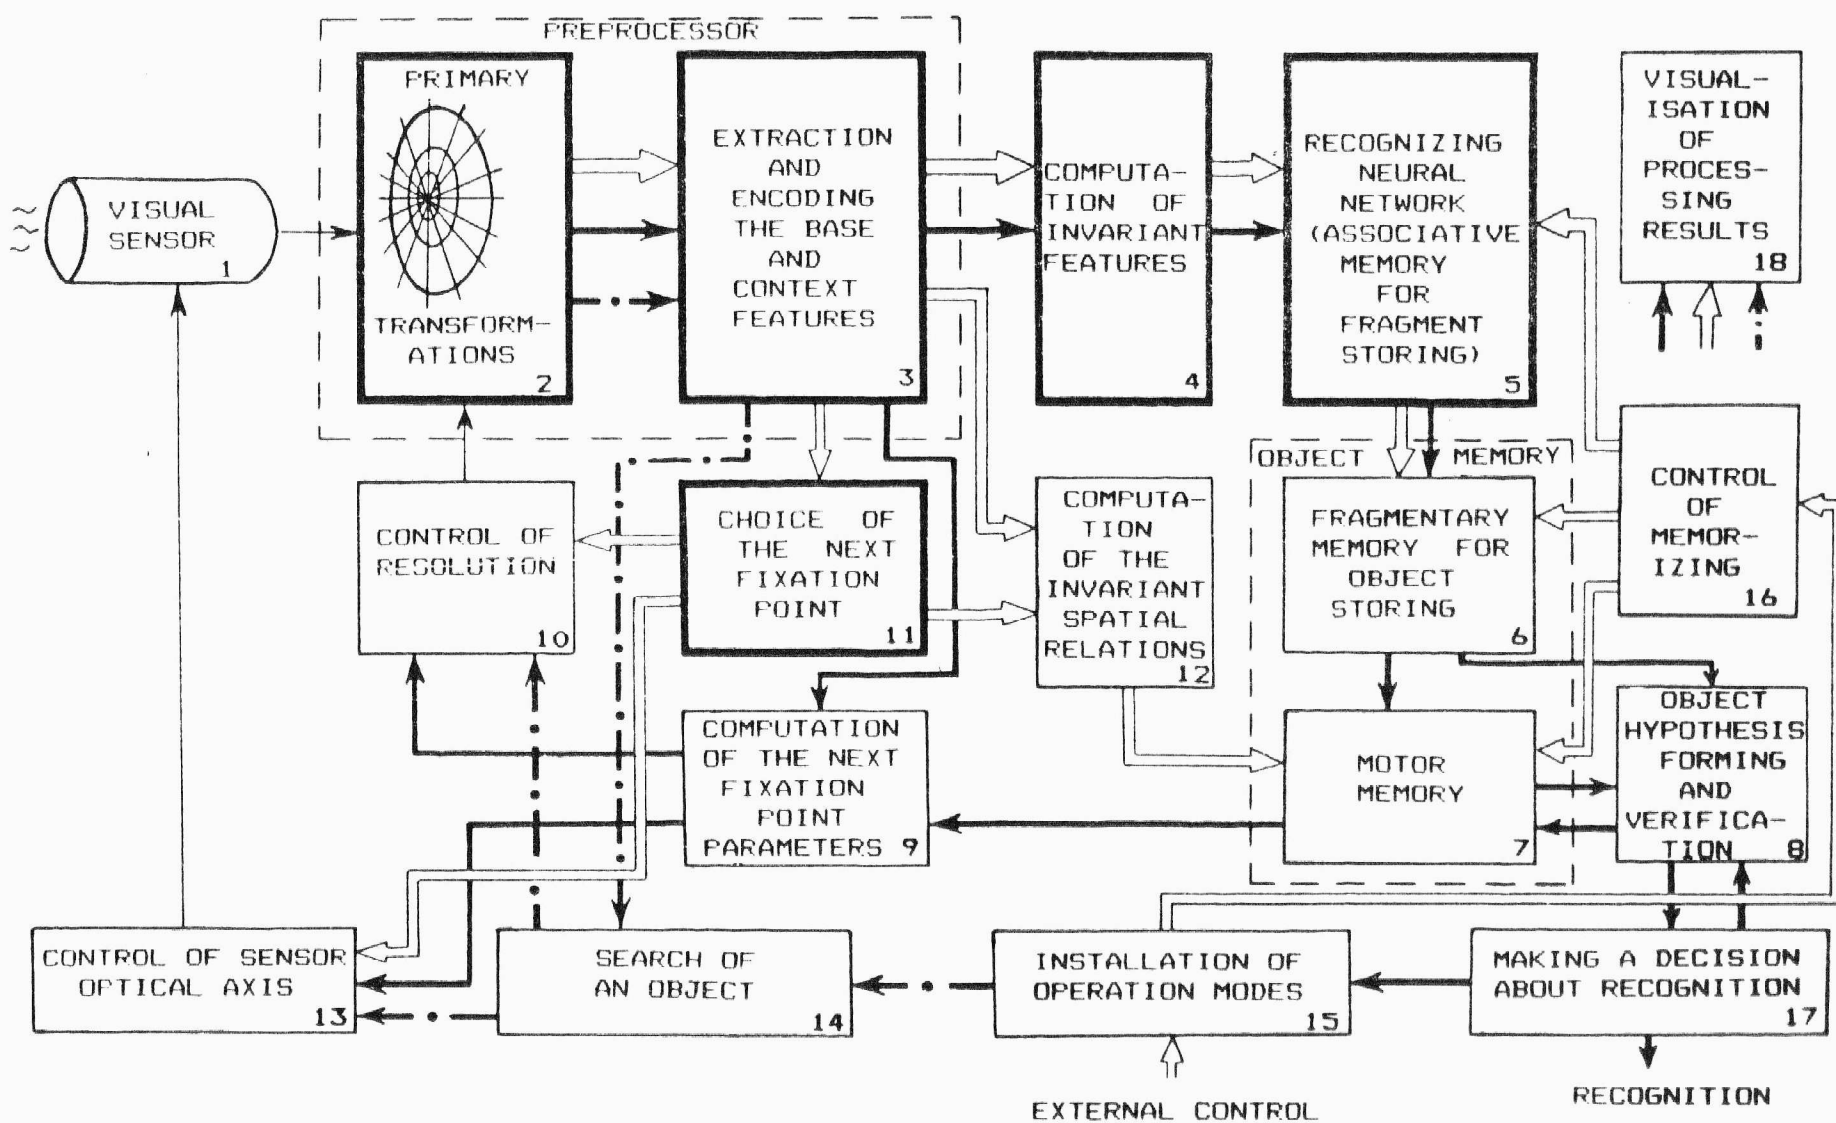 PREPROCESSOR
PRIMARY
TRANSFORM-
ATIONS
2
EXTRACTION
AND
ENCODING
THE BASE
AND
CONTEXT
FEATURES
3
COMPUTA-
TION OF
INVARIANT
FEATURES
4
RECOGNIZING
NEURAL
NETWORK
(ASSOCIATIVE
MEMORY
FOR
FRAGMENT
STORING)
5
VISUAL-
ISATION
OF
PROCES-
SING
RESULTS
18
VISUAL
SENSOR
1
CONTROL OF
RESOLUTION
10
CHOICE OF
THE NEXT
FIXATION
POINT
11
COMPUTA-
TION
OF THE
INVARIANT
SPATIAL
RELATIONS
12
OBJECT MEMORY
FRAGMENTARY
MEMORY FOR
OBJECT
STORING
6
CONTROL
OF
MEMOR-
IZING
16
COMPUTATION
OF THE NEXT
FIXATION
POINT
PARAMETERS 9
MOTOR
MEMORY
7
OBJECT
HYPOTHESIS
FORMING
AND
VERIFICA-
TION
8
CONTROL OF SENSOR
OPTICAL AXIS
13
SEARCH OF
AN OBJECT
14
INSTALLATION OF
OPERATION MODES
15
MAKING A DECISION
ABOUT RECOGNITION
17
EXTERNAL CONTROL
RECOGNITION